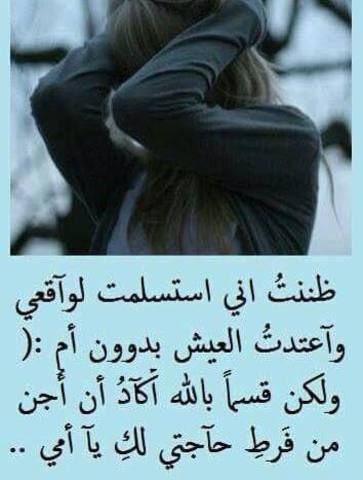 ظننتُ اني استسلمت لوآقعي
وآعتدتُ العيش بدوون أم :(
ولكن قسماً بالله أكآدُ أن أُجن
من فَرطِ حآجتي لكِ يآ أمي ..